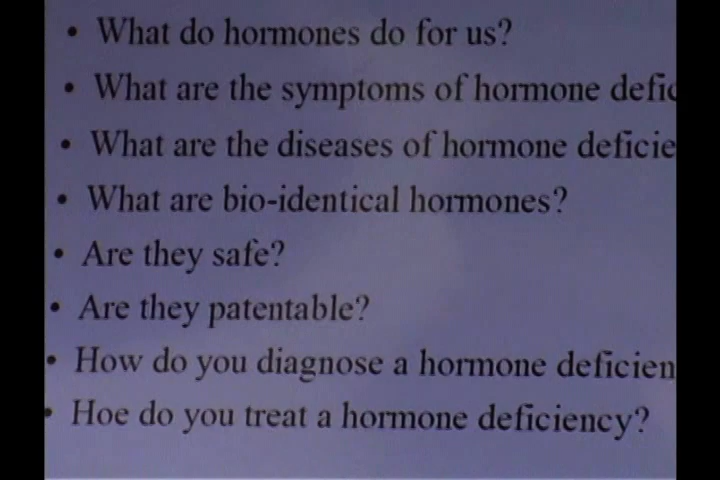 • What do hormones do for us?
• What are the symptoms of hormone defic
• What are the diseases of hormone deficie
• What are bio-identical hormones?
• Are they safe?
• Are they patentable?
• How do you diagnose a hormone deficien
• Hoe do you treat a hormone deficiency?